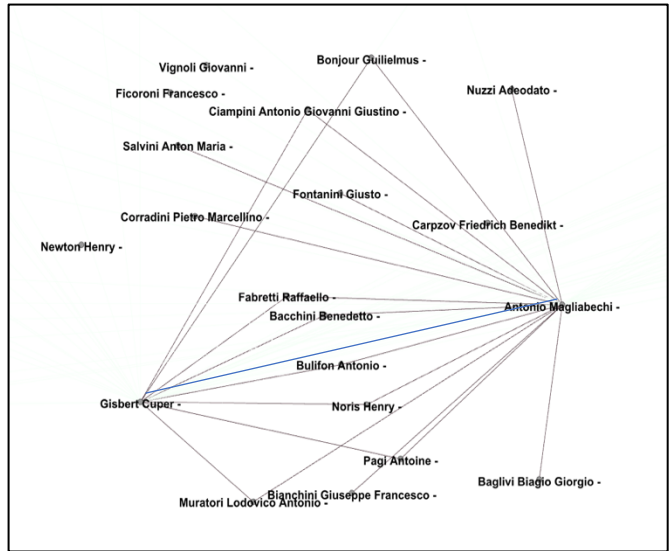 Bonjour Guilielmus -
Vignoli Giovanni -
Nuzzi Adeodato -
Ficoroni Francesco -
Ciampini Antonio Giovanni Giustino -
Salvini Anton Maria -
Fontanini Giusto -
Corradini Pietro Marcellino -
Carpzov Friedrich Benedikt -
Newton Henry -
Fabretti Raffaello -
Antonio Magliabechi -
Bacchini Benedetto -
Bulifon Antonio -
Gisbert Cuper -
Noris Henry -
Pagi Antoine -
Baglivi Biagio Giorgio -
Bianchini Giuseppe Francesco -
Muratori Lodovico Antonio -